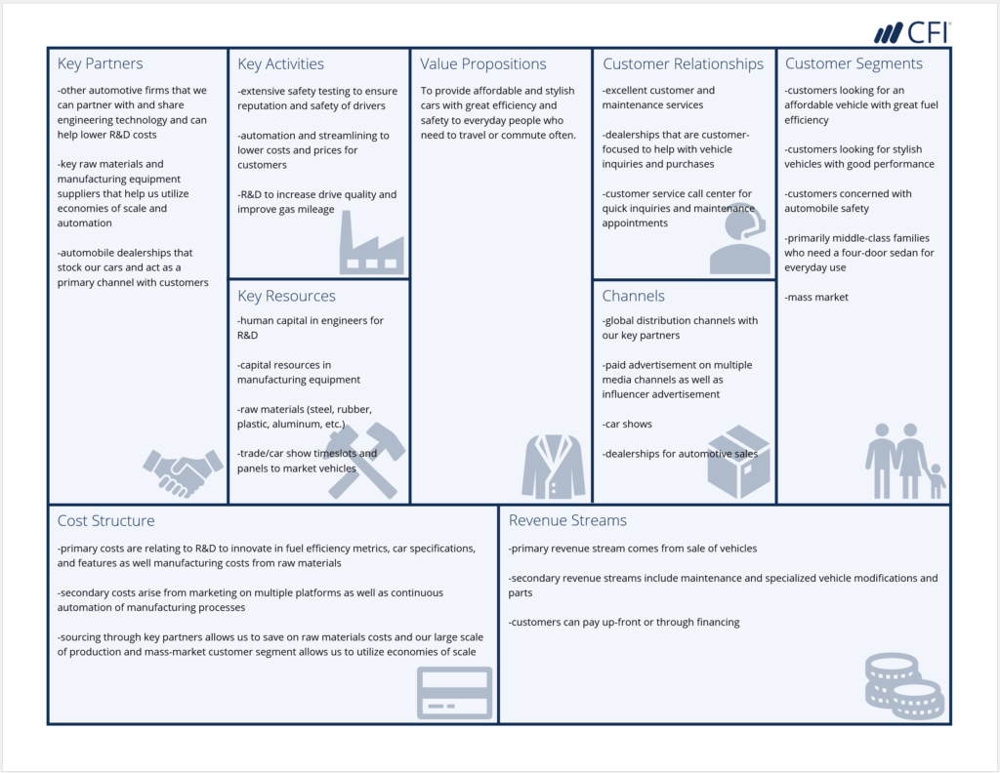 CFI
Key Partners
-other automotive firms that we
can partner with and share
engineering technology and can
help lower R&D costs
-key raw materials and
manufacturing equipment
suppliers that help us utilize
economies of scale and
automation
-automobile dealerships that
stock our cars and act as a
primary channel with customers
Key Activities
-extensive safety testing to ensure
reputation and safety of drivers
-automation and streamlining to
lower costs and prices for
customers
-R&D to increase drive quality and
improve gas mileage
Key Resources
-human capital in engineers for
R&D
-capital resources in
manufacturing equipment
-raw materials (steel, rubber,
plastic, aluminum, etc.)
-trade/car show timeslots and
panels to market vehicles
Value Propositions
To provide affordable and stylish
cars with great efficiency and
safety to everyday people who
need to travel or commute often.
Customer Relationships
-excellent customer and
maintenance services
-dealerships that are customer-
focused to help with vehicle
inquiries and purchases
-customer service call center for
quick inquiries and maintenance
appointments
Channels
-global distribution channels with
our key partners
-paid advertisement on multiple
media channels as well as
influencer advertisement
-car shows
-dealerships for automotive sales
Customer Segments
-customers looking for an
affordable vehicle with great fuel
efficiency
-customers looking for stylish
vehicles with good performance
-customers concerned with
automobile safety
-primarily middle-class families
who need a four-door sedan for
everyday use
-mass market
Cost Structure
-primary costs are relating to R&D to innovate in fuel efficiency metrics, car specifications,
and features as well manufacturing costs from raw materials
-secondary costs arise from marketing on multiple platforms as well as continuous
automation of manufacturing processes
-sourcing through key partners allows us to save on raw materials costs and our large scale
of production and mass-market customer segment allows us to utilize economies of scale
Revenue Streams
-primary revenue stream comes from sale of vehicles
-secondary revenue streams include maintenance and specialized vehicle modifications and
parts
-customers can pay up-front or through financing